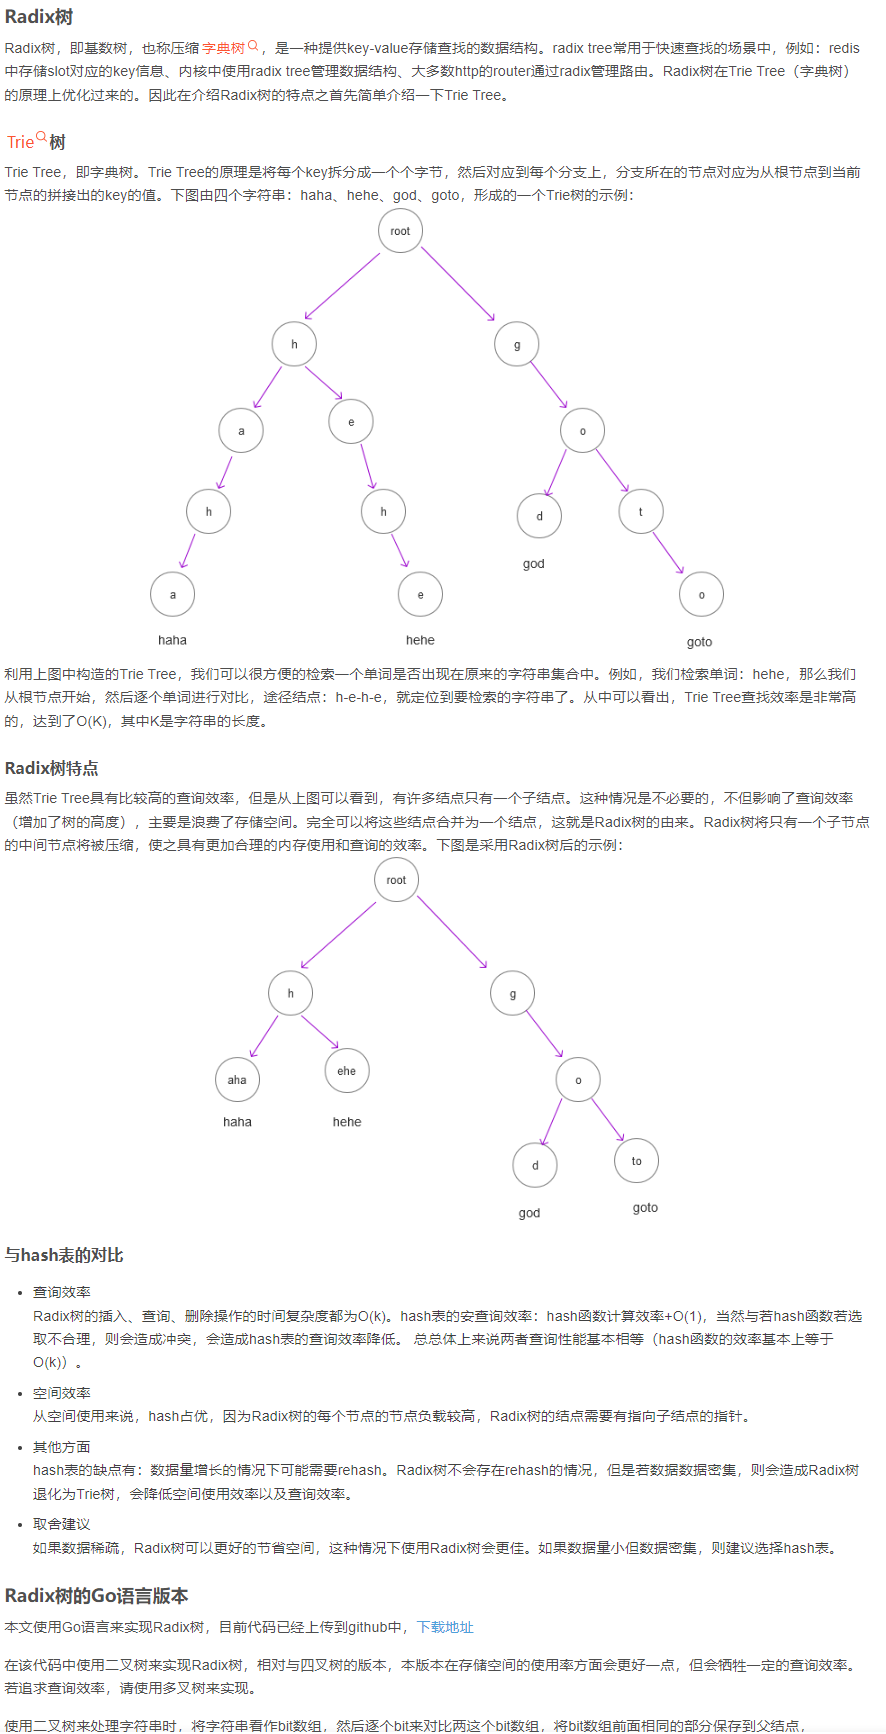 Radix树
Radix树，即基数树，也称压缩字典树，是一种提供key-value存储查找的数据结构。radix tree常用于快速查找的场景中，例如：redis
中存储slot对应的key信息、内核中使用radix tree管理数据结构、大多数http的router通过radix管理路由。Radix树在Trie Tree（字典树）
的原理上优化过来的。因此在介绍Radix树的特点之首先简单介绍一下Trie Tree。
Trie树
Trie Tree，即字典树。Trie Tree的原理是将每个key拆分成一个个字节，然后对应到每个分支上，分支所在的节点对应为从根节点到当前
节点的拼接出的key的值。下图由四个字符串：haha、hehe、god、goto，形成的一个Trie树的示例：
root
h
g
a
e
o
h
h
d
t
god
a
e
o
haha
hehe
goto
利用上图中构造的Trie Tree，我们可以很方便的检索一个单词是否出现在原来的字符串集合中。例如，我们检索单词：hehe，那么我们
从根节点开始，然后逐个单词进行对比，途径结点：h-e-h-e，就定位到要检索的字符串了。从中可以看出，Trie Tree查找效率是非常高
的，达到了O(K)，其中K是字符串的长度。
Radix树特点
虽然Trie Tree具有比较高的查询效率，但是从上图可以看到，有许多结点只有一个子结点。这种情况是不必要的，不但影响了查询效率
（增加了树的高度），主要是浪费了存储空间。完全可以将这些结点合并为一个结点，这就是Radix树的由来。Radix树将只有一个子节点
的中间节点将被压缩，使之具有更加合理的内存使用和查询的效率。下图是采用Radix树后的示例：
root
h
g
aha
ehe
o
haha
hehe
d
to
god
goto
与hash表的对比
• 查询效率
Radix树的插入、查询、删除操作的时间复杂度都为O(k)。hash表的安查询效率：hash函数计算效率+O(1)，当然与若hash函数若选
取不合理，则会造成冲突，会造成hash表的查询效率降低。 总总体上来说两者查询性能基本相等（hash函数的效率基本上等于
O(k)）。
• 空间效率
从空间使用来说，hash占优，因为Radix树的每个节点的节点负载较高，Radix树的结点需要有指向子结点的指针。
• 其他方面
hash表的缺点有：数据量增长的情况下可能需要rehash。Radix树不会存在rehash的情况，但是若数据数据密集，则会造成Radix树
退化为Trie树，会降低空间使用效率以及查询效率。
• 取舍建议
如果数据稀疏，Radix树可以更好的节省空间，这种情况下使用Radix树会更佳。如果数据量小但数据密集，则建议选择hash表。
Radix树的Go语言版本
本文使用Go语言来实现Radix树，目前代码已经上传到github中，下载地址
在该代码中使用二叉树来实现Radix树，相对与四叉树的版本，本版本在存储空间的使用率方面会更好一点，但会牺牲一定的查询效率。
若追求查询效率，请使用多叉树来实现。
使用二叉树来处理字符串时，将字符串看作bit数组，然后逐个bit来对比两这个bit数组，将bit数组前面相同的部分保存到父结点，